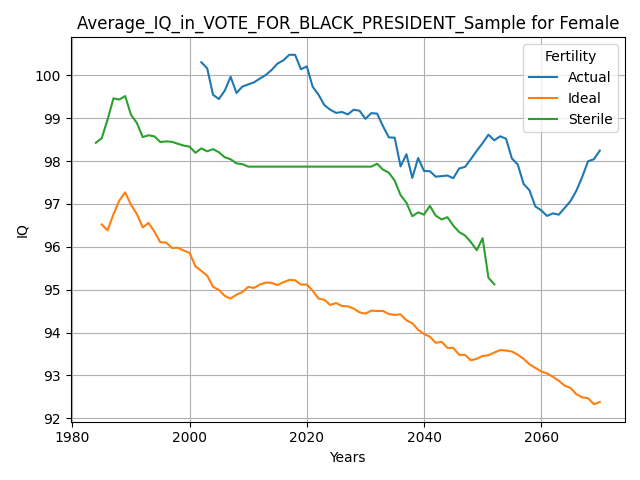 Average_IQ_in_VOTE_FOR_BLACK_PRESIDENT_Sample for Female
Fertility
Actual
Ideal
Sterile
IQ
100
99
98
97
96
95
94
93
92
1980 2000 2020 2040 2060
Years